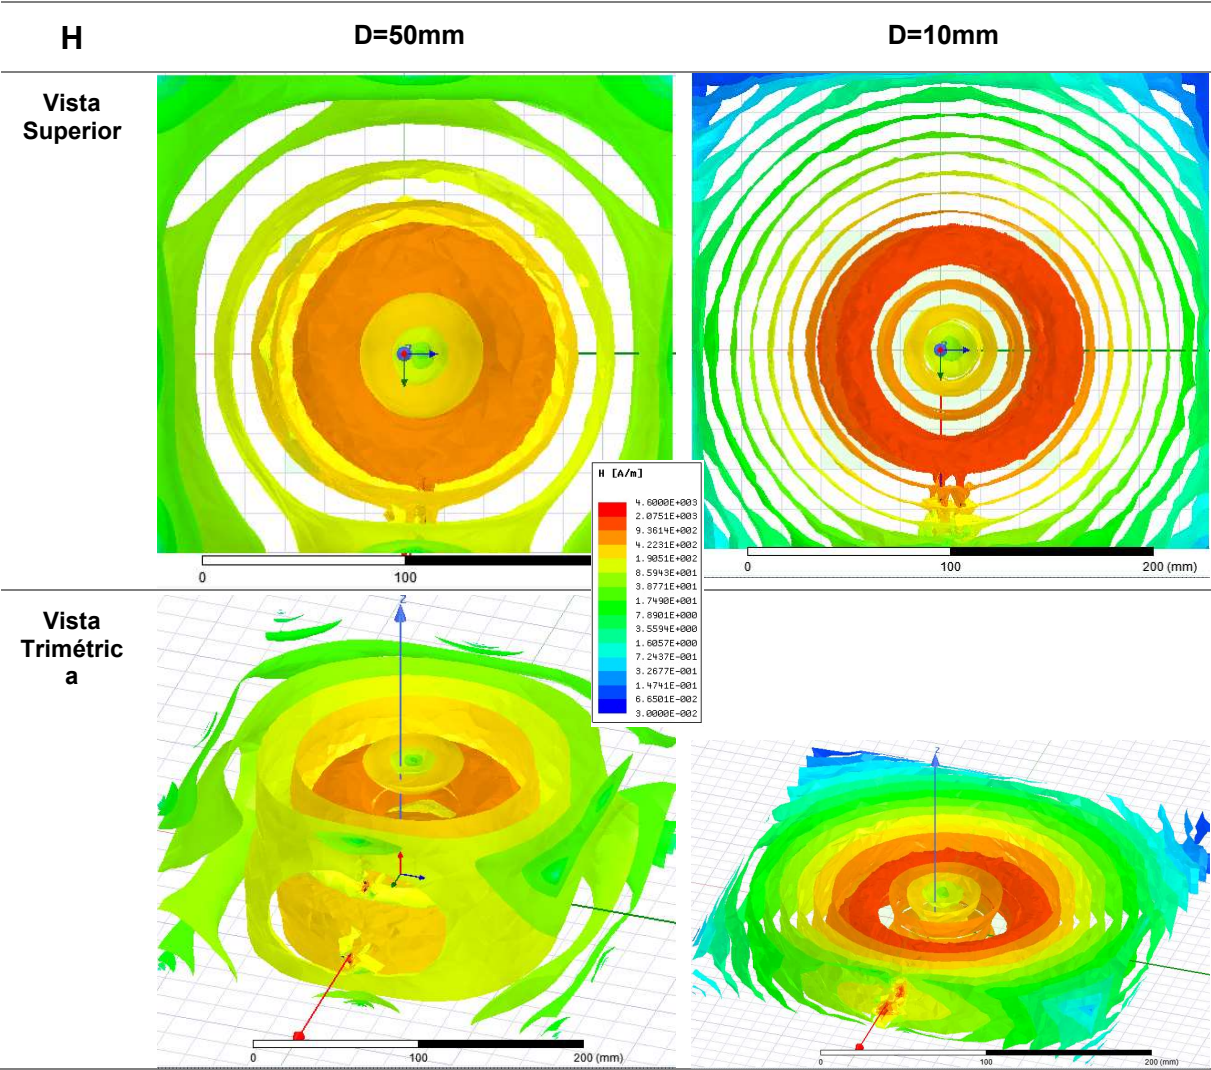 H
D=50mm
D=10mm
Vista
Superior
0
100
0
100
200 (mm)
H [A/m]
4.6000E+003
2.0751E+003
9.3614E+002
4.2231E+002
1.9051E+002
8.5943E+001
3.8771E+001
1.7490E+001
7.8901E+000
3.5594E+000
1.6057E+000
7.2437E-001
3.2677E-001
1.4741E-001
6.6501E-002
3.0000E-002
Vista
Trimétric
a
Z
0
100
200 (mm)
Z
0
100
200 (mm)